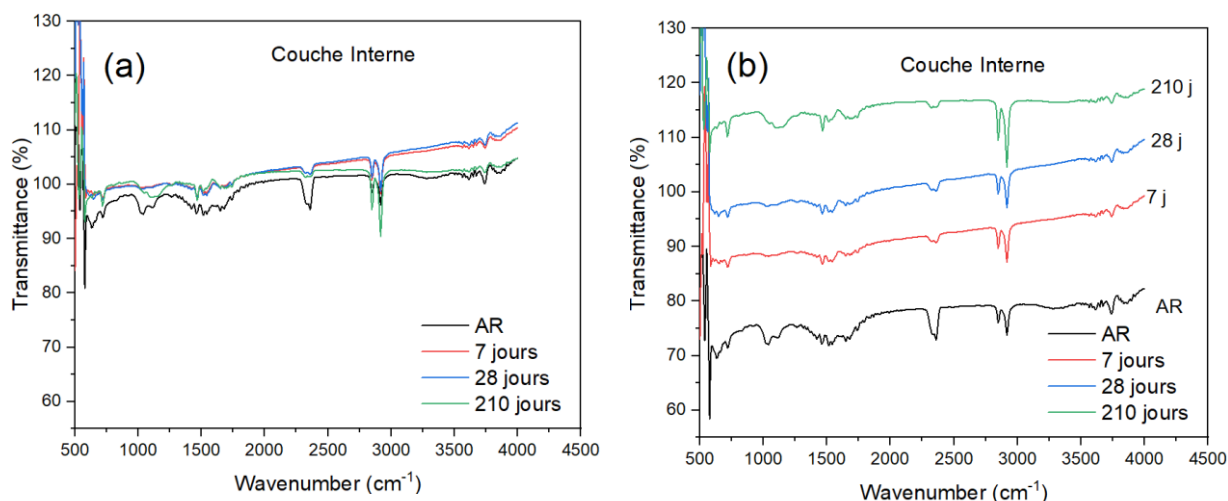 (a)
Couche Interne
130
120
110
100
90
80
70
60
Transmittance (%)
AR
7 jours
28 jours
210 jours
500 1000 1500 2000 2500 3000 3500 4000 4500
Wavenumber (cm⁻¹)
(b)
Couche Interne
130
120
110
100
90
80
70
60
Transmittance (%)
210 j
28 j
7 j
AR
AR
7 jours
28 jours
210 jours
500 1000 1500 2000 2500 3000 3500 4000 4500
Wavenumber (cm⁻¹)